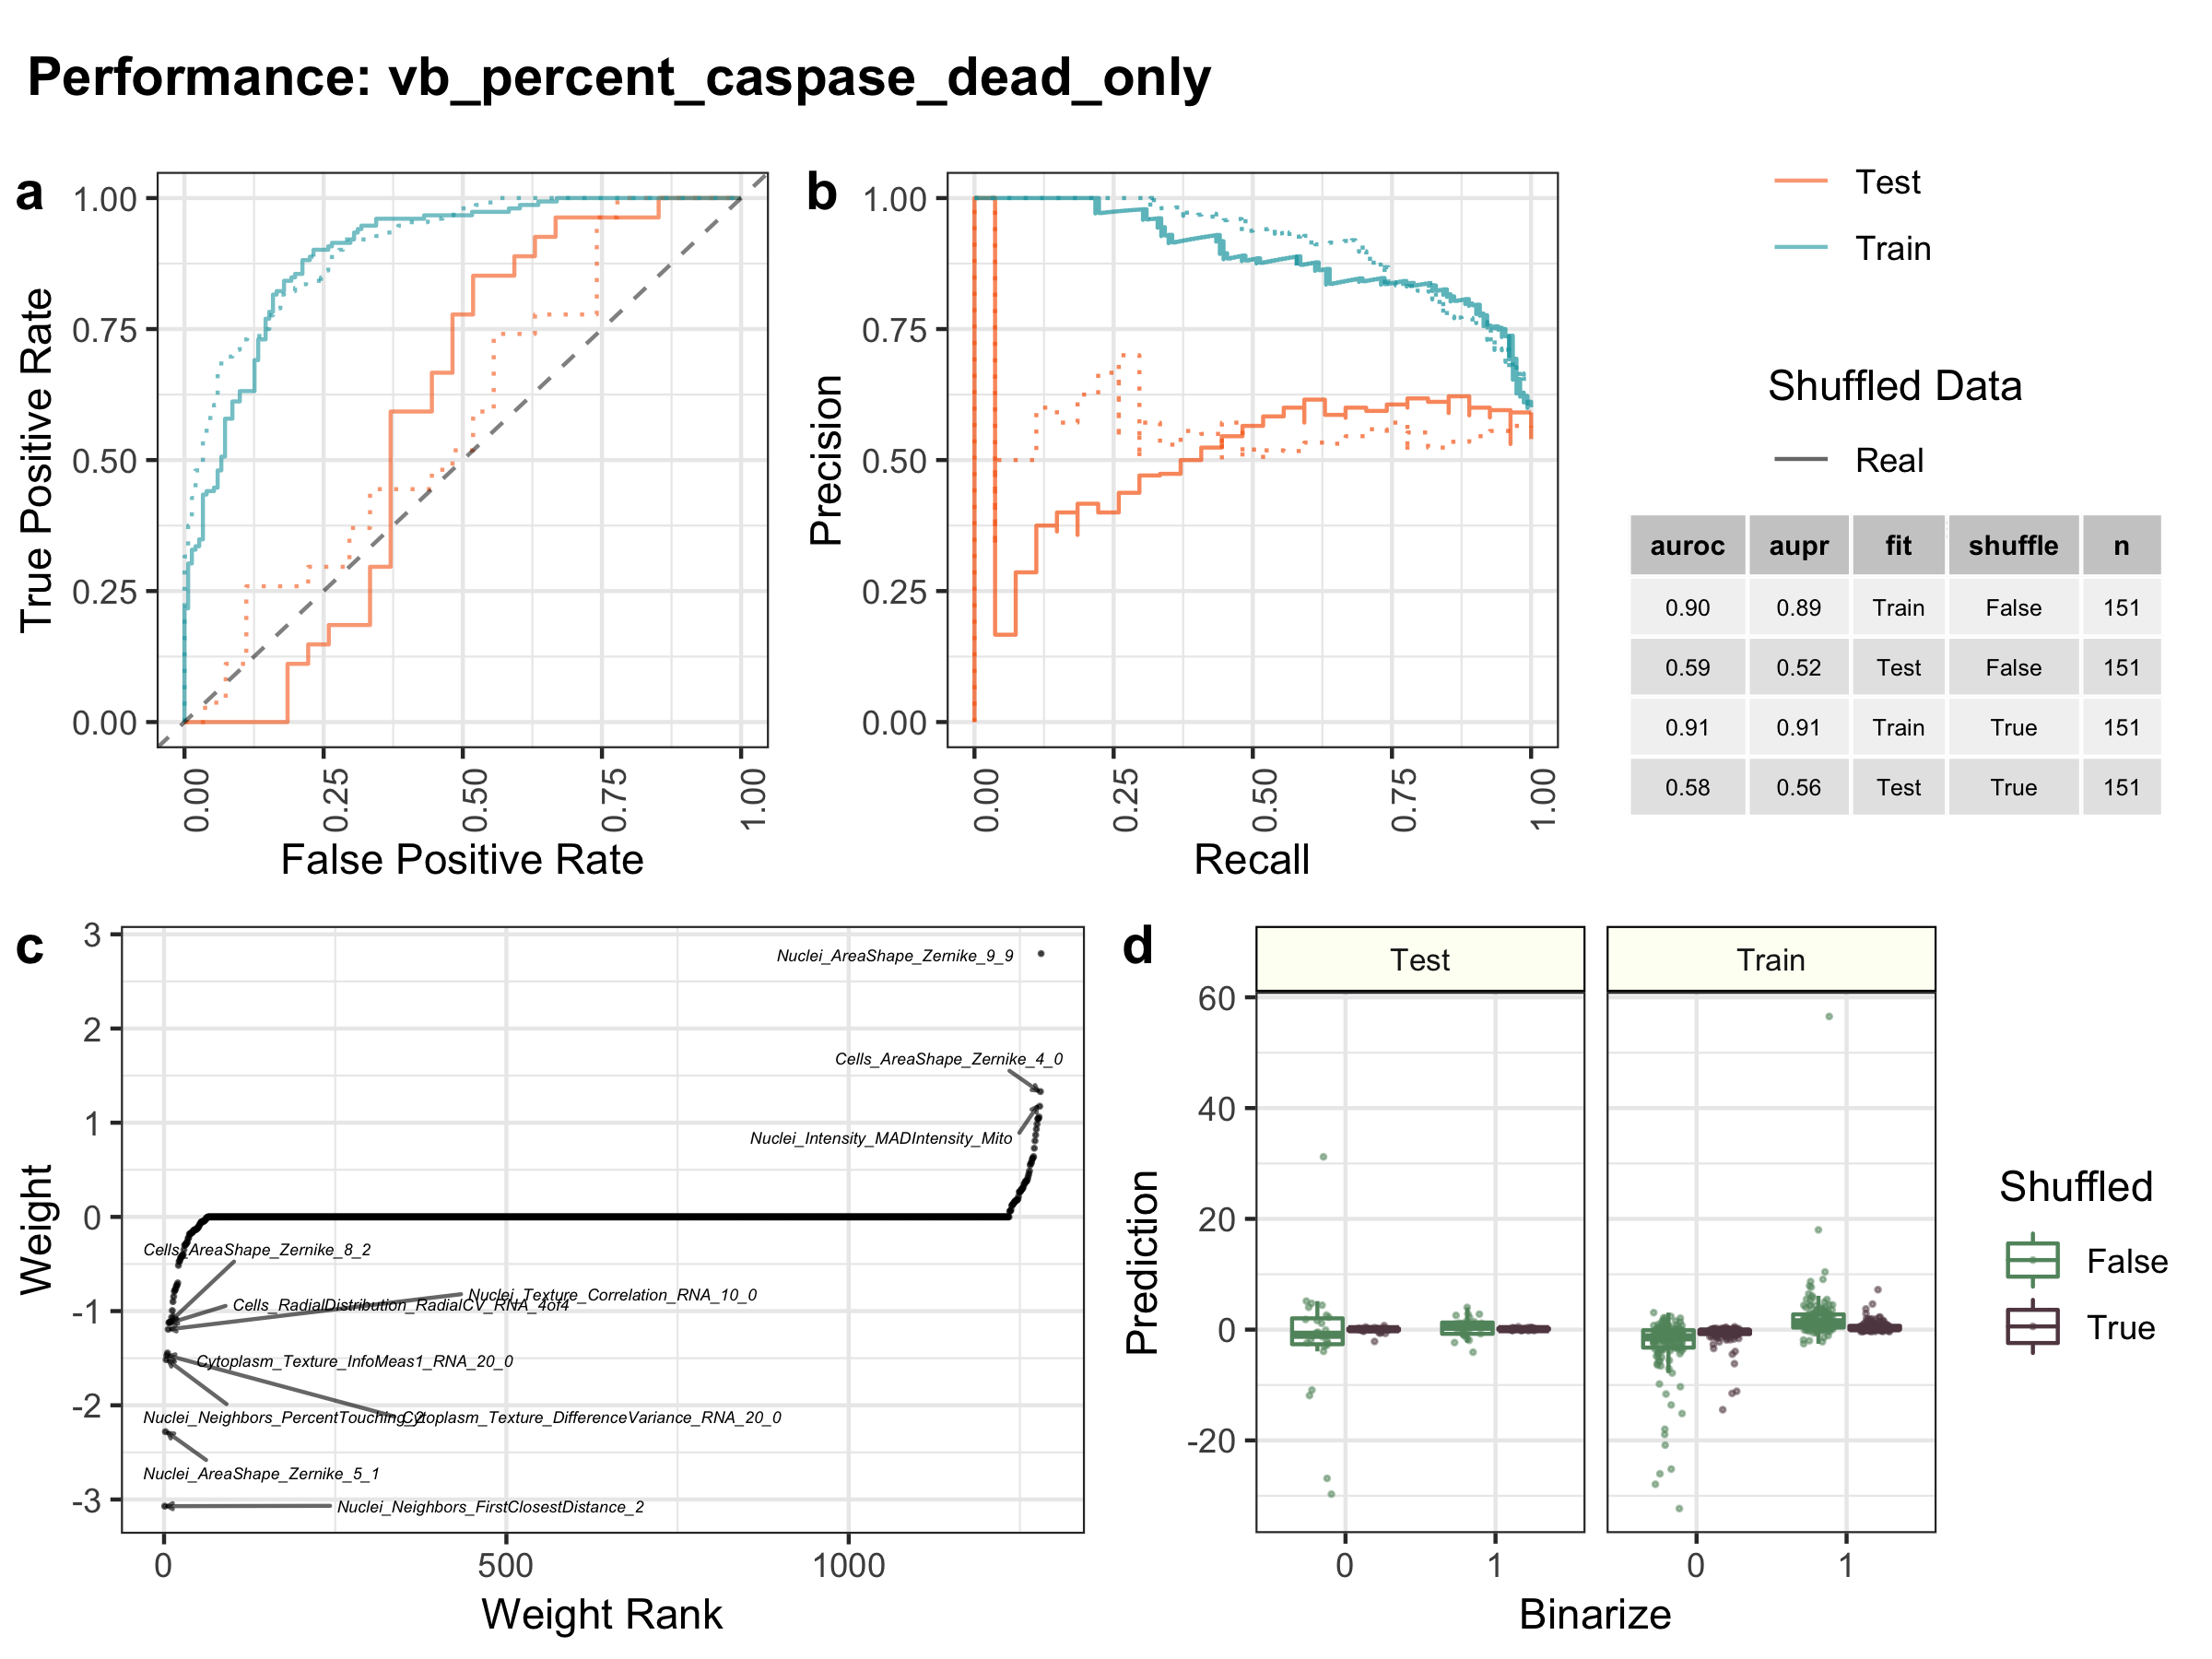 Performance: vb_percent_caspase_dead_only
a
True Positive Rate
1.00
0.75
0.50
0.25
0.00
0.00
0.25
0.50
0.75
1.00
False Positive Rate
b
Precision
1.00
0.75
0.50
0.25
0.00
0.00
0.25
0.50
0.75
1.00
Recall
Test
Train
Shuffled Data
Real
auroc aupr fit shuffle n
0.90 0.89 Train False 151
0.59 0.52 Test False 151
0.91 0.91 Train True 151
0.58 0.56 Test True 151
c
Weight
3
2
1
0
-1
-2
-3
Nuclei_AreaShape_Zernike_9_9
Cells_AreaShape_Zernike_4_0
Nuclei_Intensity_MADIntensity_Mito
Cells_AreaShape_Zernike_8_2
Nuclei_Texture_Correlation_RNA_10_0
Cells_RadialDistribution_RadialCV_RNA_4of4
Cytoplasm_Texture_InfoMeas1_RNA_20_0
Nuclei_Neighbors_PercentTouching_2
Cytoplasm_Texture_DifferenceVariance_RNA_20_0
Nuclei_AreaShape_Zernike_5_1
Nuclei_Neighbors_FirstClosestDistance_2
0
500
1000
Weight Rank
d
Test
Train
Prediction
60
40
20
0
-20
0
1
0
1
Binarize
Shuffled
False
True